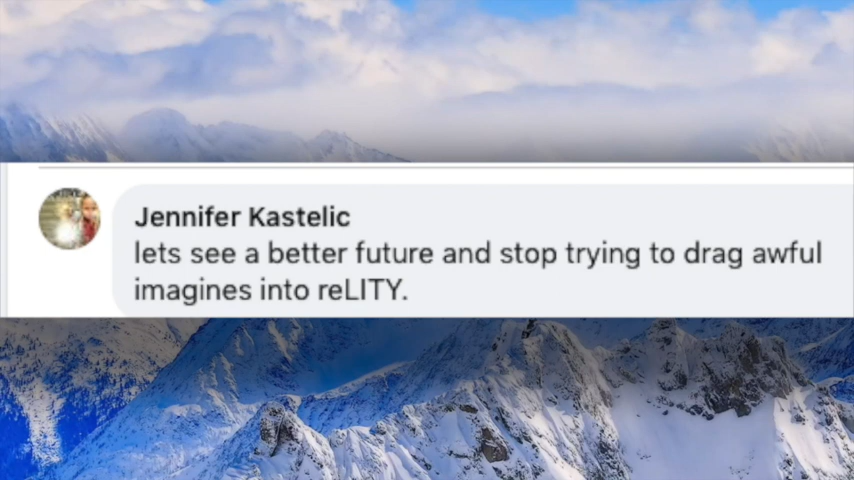 Jennifer Kastelic
lets see a better future and stop trying to drag awful
imagines into reLITY.